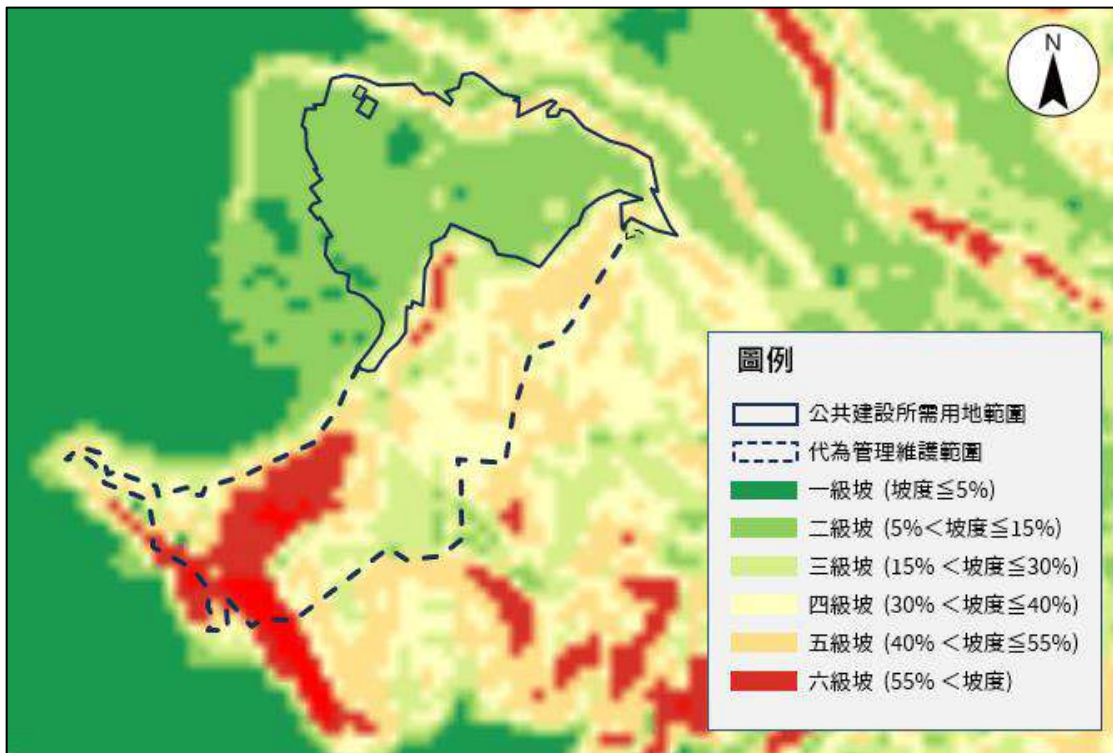 N
圖例
公共建設所需用地範圍
代為管理維護範圍
一級坡 (坡度≦5%)
二級坡 (5%＜坡度≦15%)
三級坡 (15% ＜坡度≦30%)
四級坡 (30% ＜坡度≦40%)
五級坡 (40% ＜坡度≦55%)
六級坡 (55% ＜坡度)